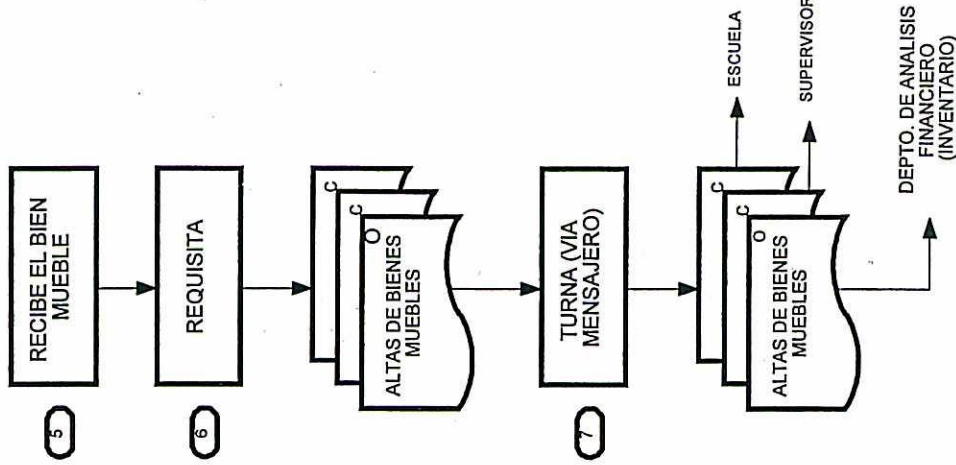 5
RECIBE EL BIEN
MUEBLE
6
REQUISITA
C
C
O
ALTAS DE BIENES
MUEBLES
7
TURNA (VIA
MENSAJERO)
C
C
O
ALTAS DE BIENES
MUEBLES
ESCUELA
SUPERVISOR
DEPTO. DE ANALISIS
FINANCIERO
(INVENTARIO)